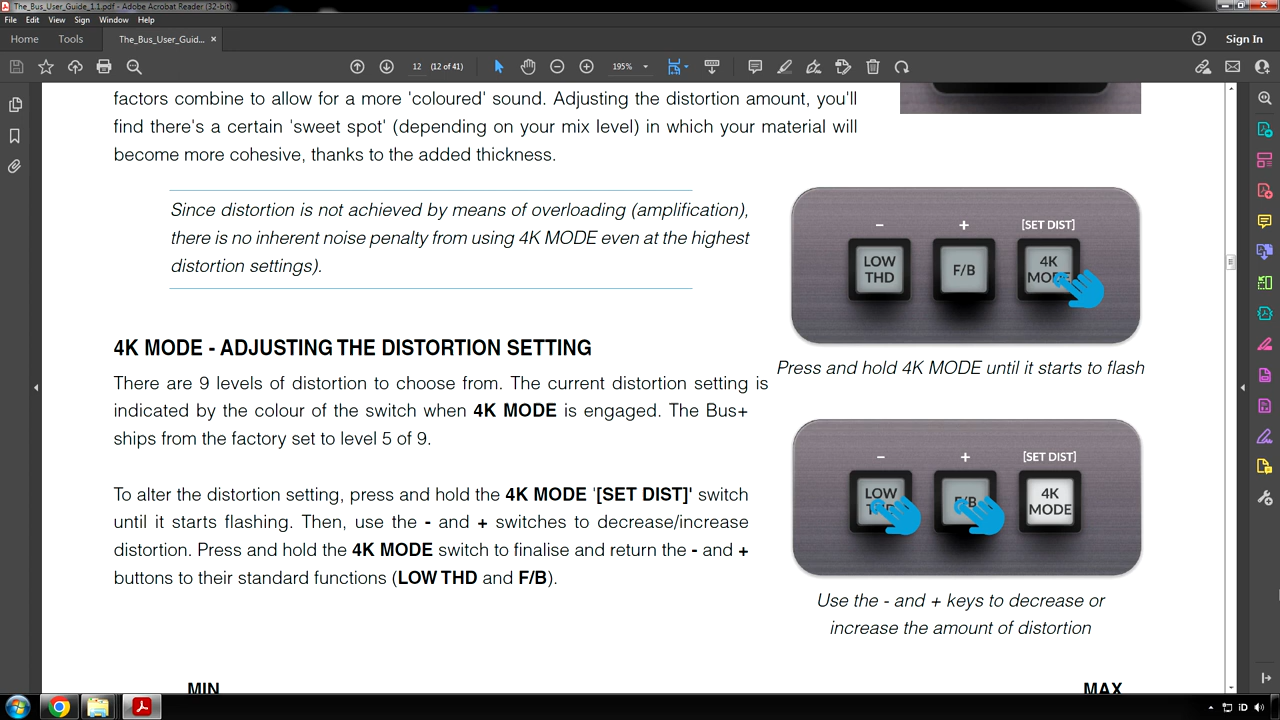 The_Bus_User_Guide_1.1.pdf - Adobe Acrobat Reader (32-bit)
File Edit View Sign Window Help
Home Tools The_Bus_User_Guid... × Sign In
12 (12 of 41) 195%
factors combine to allow for a more 'coloured' sound. Adjusting the distortion amount, you'll
find there's a certain 'sweet spot' (depending on your mix level) in which your material will
become more cohesive, thanks to the added thickness.
Since distortion is not achieved by means of overloading (amplification),
there is no inherent noise penalty from using 4K MODE even at the highest
distortion settings).
- + [SET DIST]
LOW THD
F/B
4K MODE
Press and hold 4K MODE until it starts to flash
4K MODE - ADJUSTING THE DISTORTION SETTING
There are 9 levels of distortion to choose from. The current distortion setting is
indicated by the colour of the switch when 4K MODE is engaged. The Bus+
ships from the factory set to level 5 of 9.
To alter the distortion setting, press and hold the 4K MODE '[SET DIST]' switch
until it starts flashing. Then, use the - and + switches to decrease/increase
distortion. Press and hold the 4K MODE switch to finalise and return the - and +
buttons to their standard functions (LOW THD and F/B).
- + [SET DIST]
LOW THD
F/B
4K MODE
Use the - and + keys to decrease or
increase the amount of distortion
MIN MAX
iD